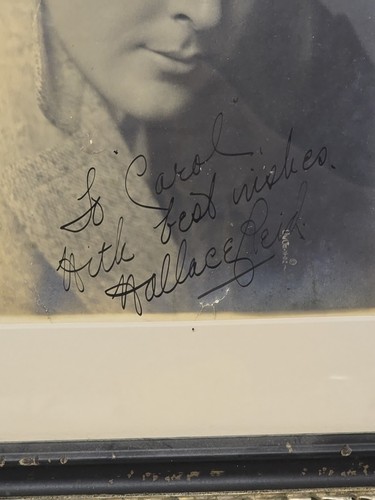 To "Carol".
With best wishes.
Wallace Reid